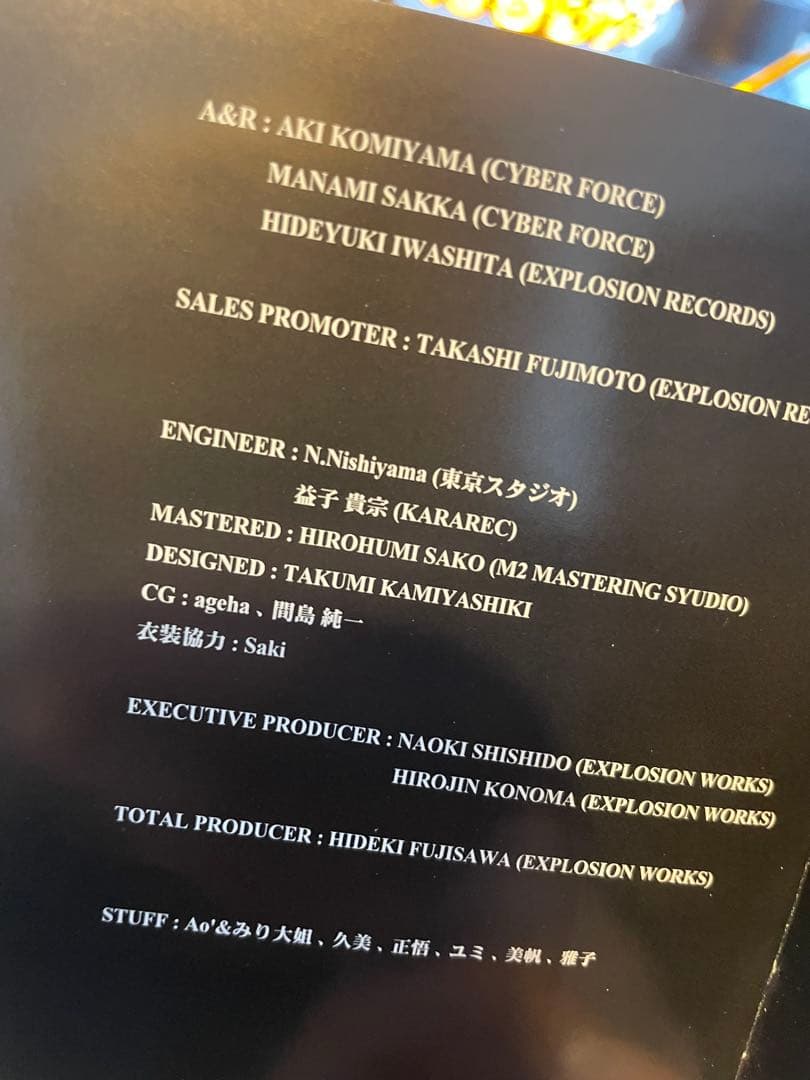 A&R : AKI KOMIYAMA (CYBER FORCE)
MANAMI SAKKA (CYBER FORCE)
HIDEYUKI IWASHITA (EXPLOSION RECORDS)
SALES PROMOTER : TAKASHI FUJIMOTO (EXPLOSION RE
ENGINEER : N.Nishiyama (東京スタジオ)
益子 貴宗 (KARAREC)
MASTERED : HIROHUMI SAKO (M2 MASTERING SYUDIO)
DESIGNED : TAKUMI KAMIYASHIKI
CG : ageha 、間島 純一
衣装協力 : Saki
EXECUTIVE PRODUCER : NAOKI SHISHIDO (EXPLOSION WORKS)
HIROJIN KONOMA (EXPLOSION WORKS)
TOTAL PRODUCER : HIDEKI FUJISAWA (EXPLOSION WORKS)
STUFF : Ao'&みり大姐、久美、正悟、ユミ、美帆、雅子